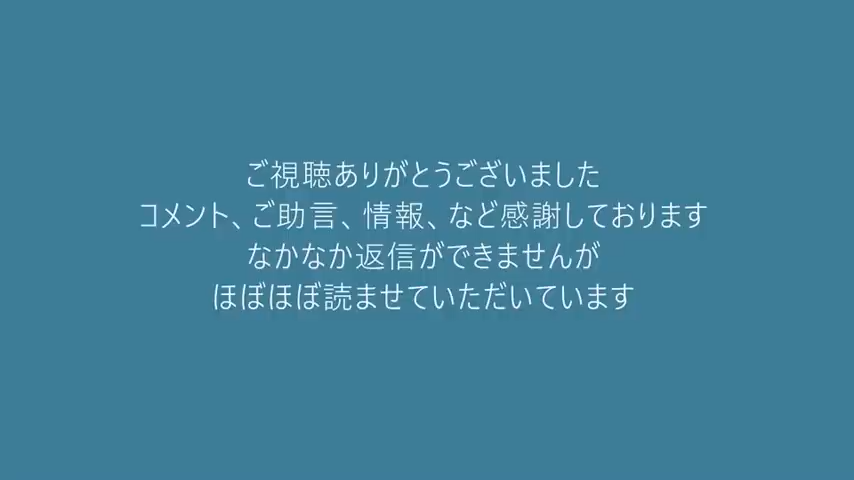 ご視聴ありがとうございました
コメント、ご助言、情報、など感謝しております
なかなか返信ができませんが
ほぼほぼ読ませていただいています